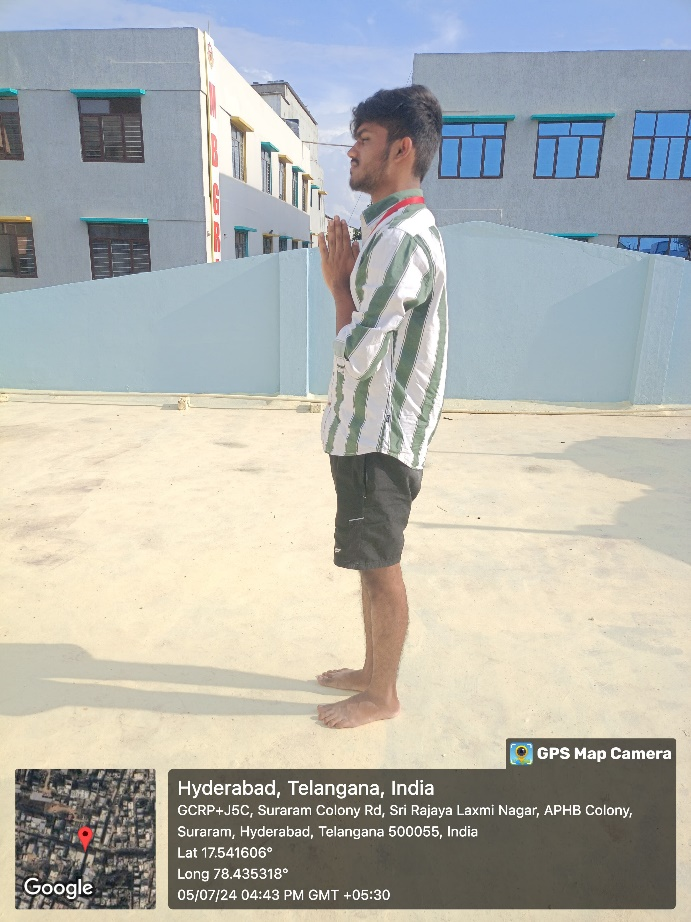 MBGR
GPS Map Camera
Hyderabad, Telangana, India
GCRP+J5C, Suraram Colony Rd, Sri Rajaya Laxmi Nagar, APHB Colony,
Suraram, Hyderabad, Telangana 500055, India
Lat 17.541606°
Long 78.435318°
05/07/24 04:43 PM GMT +05:30
Google